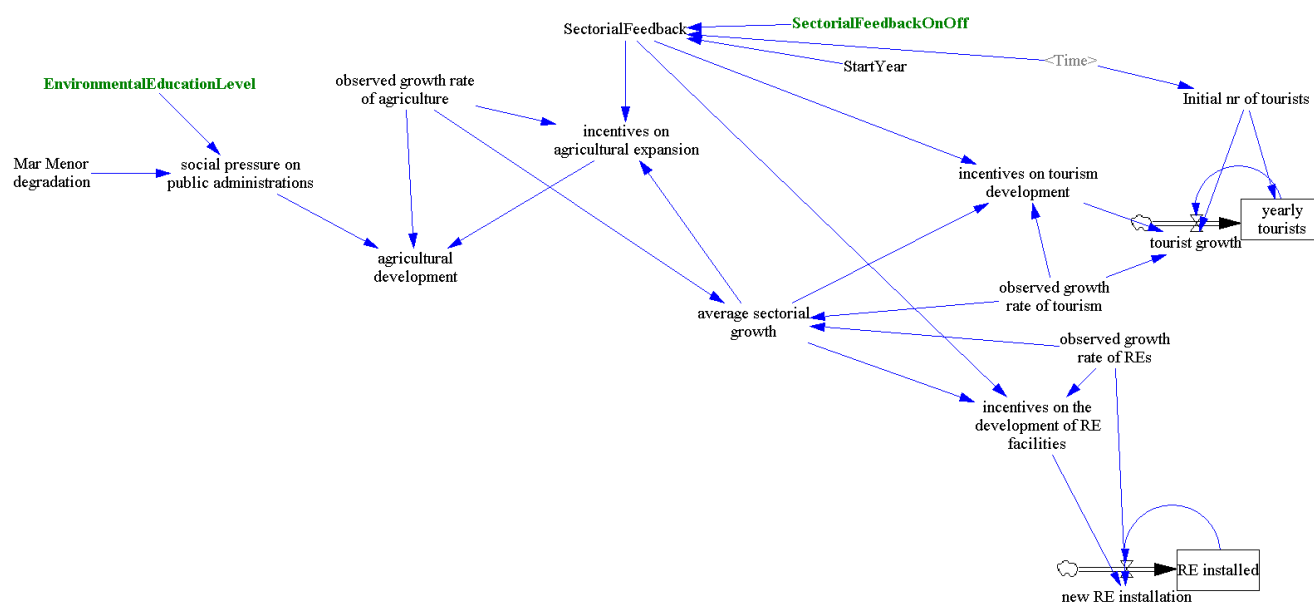 SectorialFeedback
SectorialFeedbackOnOff
<Time>
StartYear
EnvironmentalEducationLevel
observed growth rate
of agriculture
Initial nr of tourists
incentives on
agricultural expansion
Mar Menor
degradation
social pressure on
public administrations
incentives on tourism
development
yearly
tourists
tourist growth
agricultural
development
observed growth
rate of tourism
average sectorial
growth
observed growth
rate of REs
incentives on the
development of RE
facilities
RE installed
new RE installation